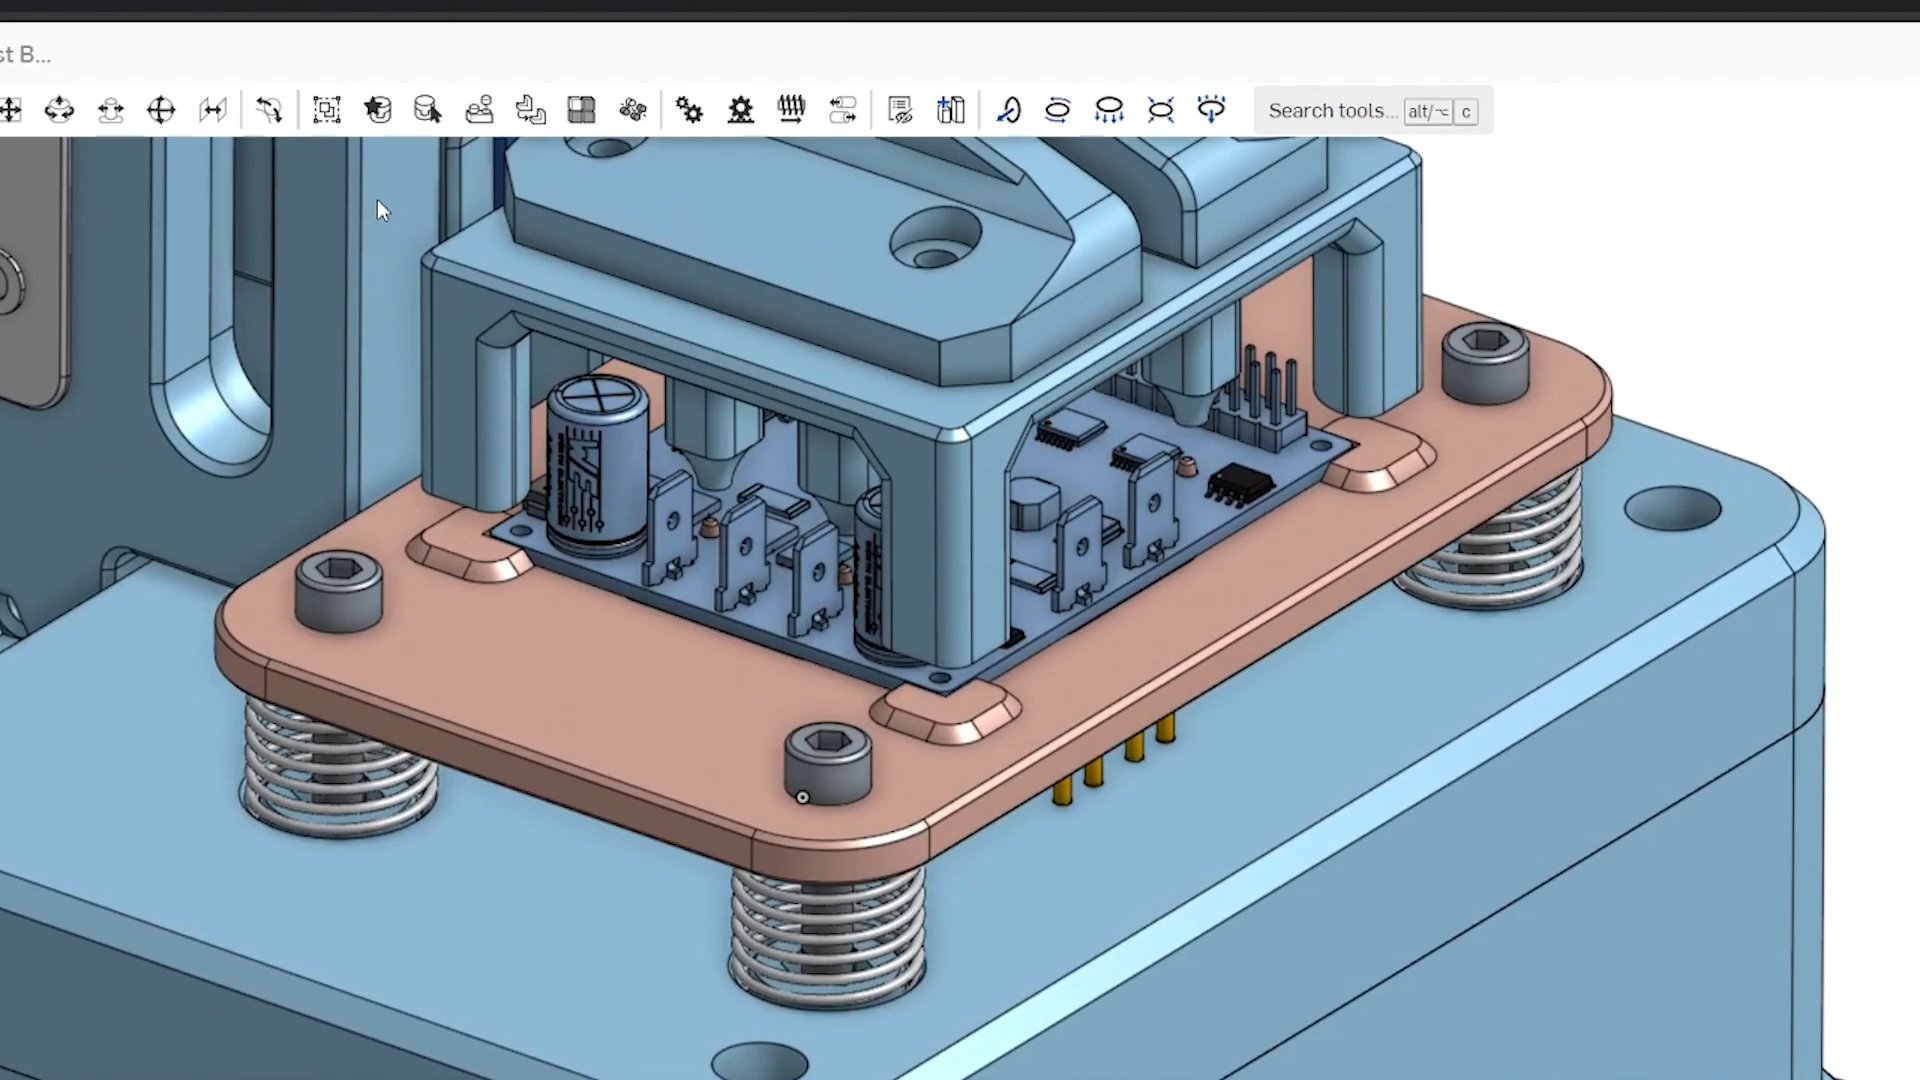 st B...
Search tools... alt/⌥ c